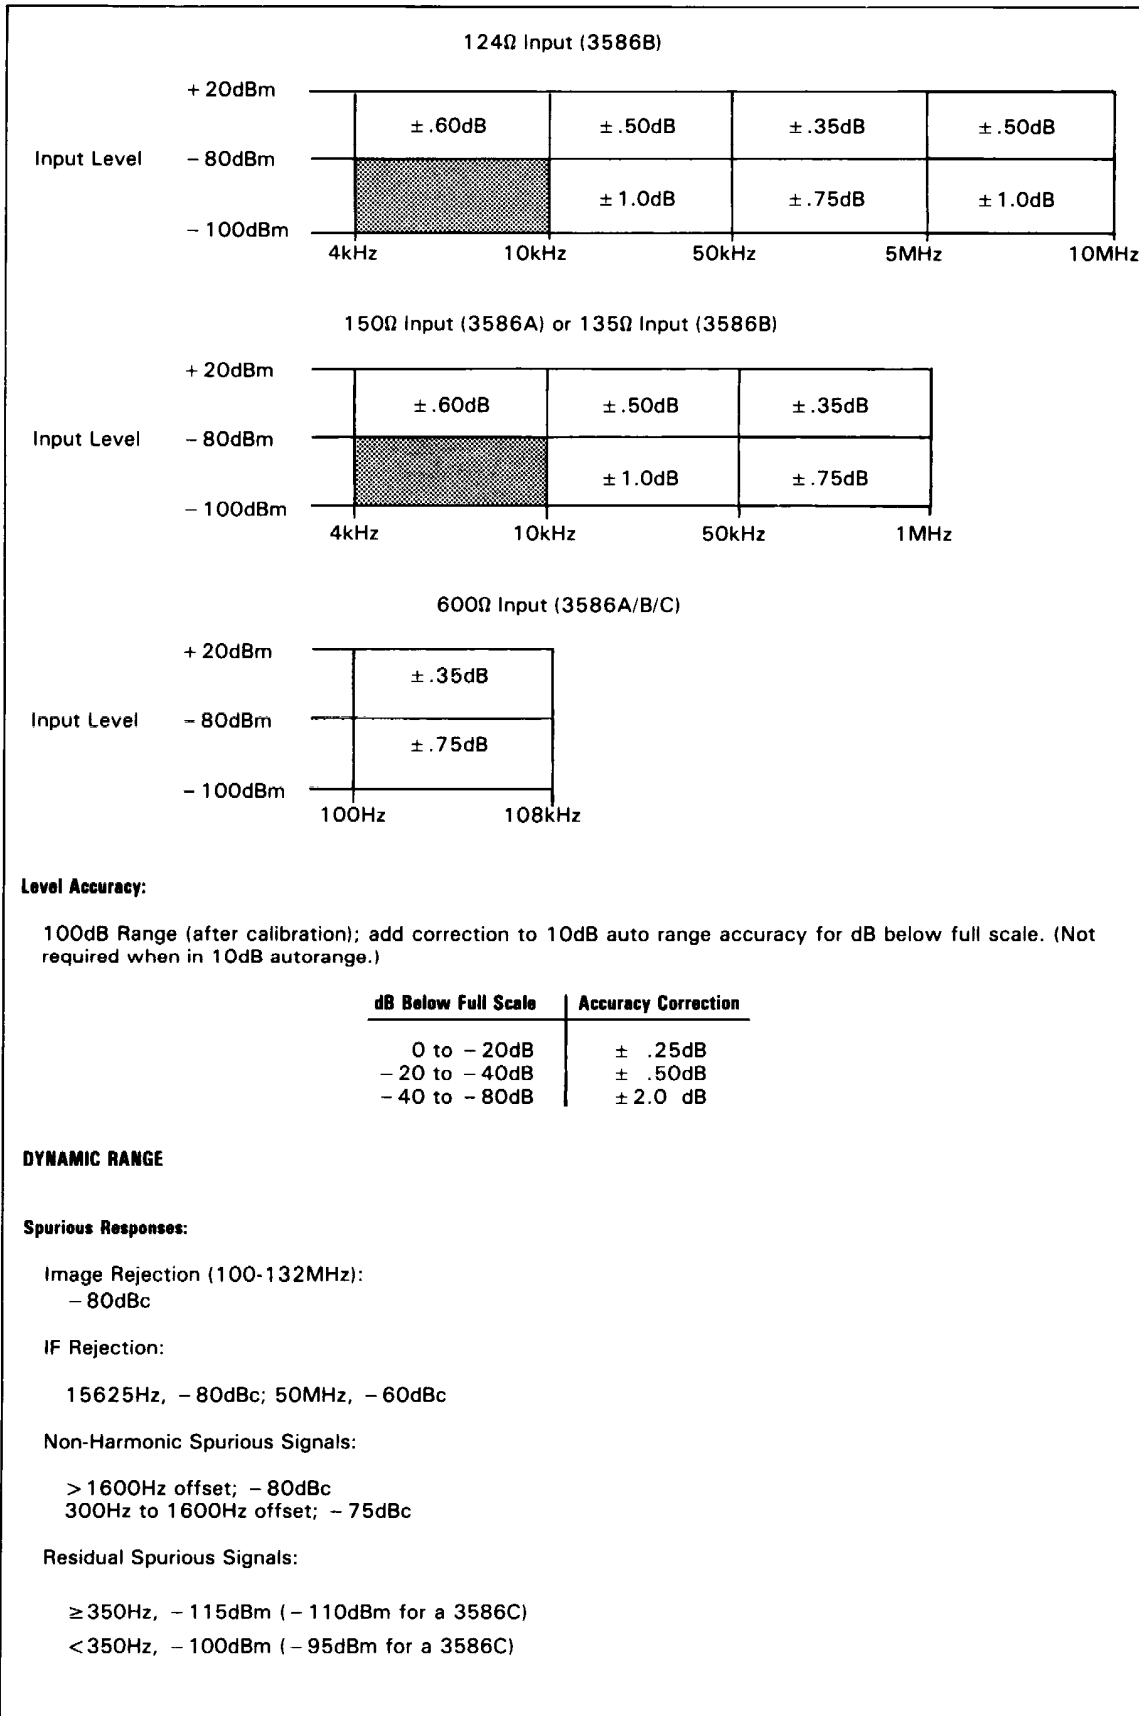 124Ω Input (3586B)
+ 20dBm
± .60dB ± .50dB ± .35dB ± .50dB
Input Level – 80dBm
± 1.0dB ± .75dB ± 1.0dB
– 100dBm
4kHz 10kHz 50kHz 5MHz 10MHz
150Ω Input (3586A) or 135Ω Input (3586B)
+ 20dBm
± .60dB ± .50dB ± .35dB
Input Level – 80dBm
± 1.0dB ± .75dB
– 100dBm
4kHz 10kHz 50kHz 1MHz
600Ω Input (3586A/B/C)
+ 20dBm
± .35dB
Input Level – 80dBm
± .75dB
– 100dBm
100Hz 108kHz
Level Accuracy:
100dB Range (after calibration); add correction to 10dB auto range accuracy for dB below full scale. (Not
required when in 10dB autorange.)
dB Below Full Scale Accuracy Correction
0 to – 20dB ± .25dB
– 20 to – 40dB ± .50dB
– 40 to – 80dB ± 2.0 dB
DYNAMIC RANGE
Spurious Responses:
Image Rejection (100-132MHz):
– 80dBc
IF Rejection:
15625Hz, – 80dBc; 50MHz, – 60dBc
Non-Harmonic Spurious Signals:
> 1600Hz offset; – 80dBc
300Hz to 1600Hz offset; – 75dBc
Residual Spurious Signals:
≥350Hz, – 115dBm (– 110dBm for a 3586C)
<350Hz, – 100dBm (– 95dBm for a 3586C)